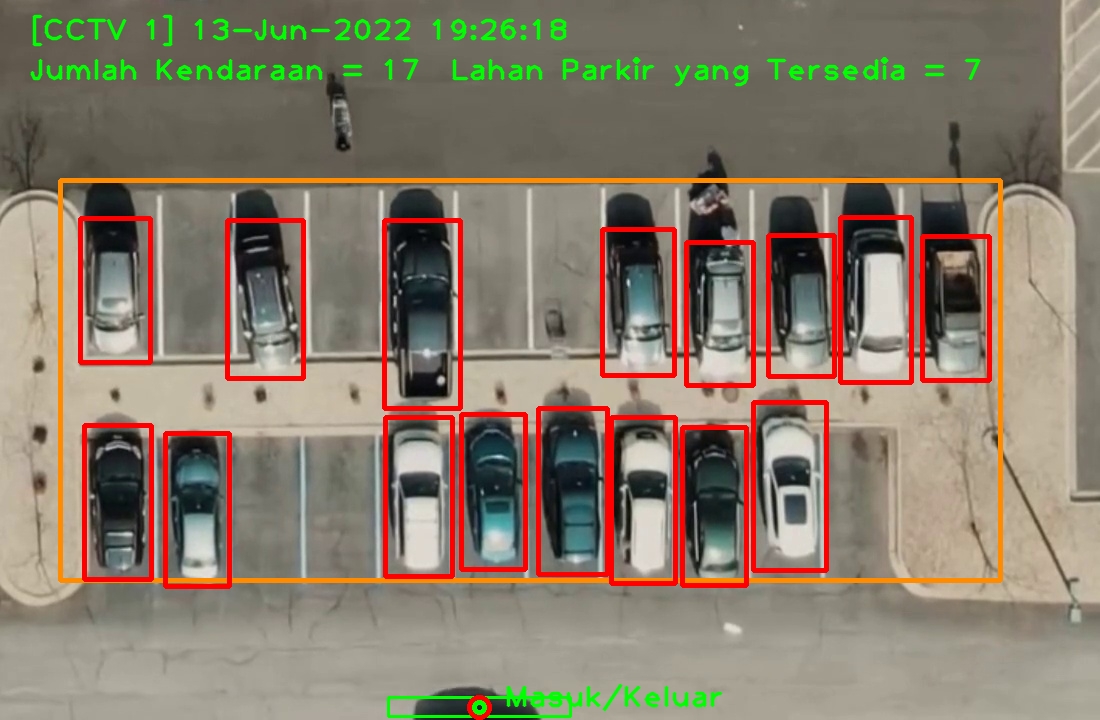 [CCTV 1] 13-Jun-2022 19:26:18
Jumlah Kendaraan = 17 Lahan Parkir yang Tersedia = 7
Masuk/Keluar